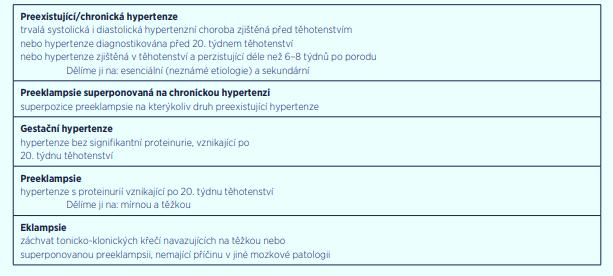 Preexistující/chronická hypertenze
trvalá systolická i diastolická hypertenzní choroba zjištěná před těhotenstvím
nebo hypertenze diagnostikována před 20. týdnem těhotenství
nebo hypertenze zjištěná v těhotenství a perzistující déle než 6–8 týdnů po porodu
Dělíme ji na: esenciální (neznámé etiologie) a sekundární
Preeklampsie superponovaná na chronickou hypertenzi
superpozice preeklampsie na kterýkoliv druh preexistující hypertenze
Gestační hypertenze
hypertenze bez signifikantní proteinurie, vznikající po
20. týdnu těhotenství
Preeklampsie
hypertenze s proteinurií vznikající po 20. týdnu těhotenství
Dělíme ji na: mírnou a těžkou
Eklampsie
záchvat tonicko-klonických křečí navazujících na těžkou nebo
superponovanou preeklampsii, nemající příčinu v jiné mozkové patologii